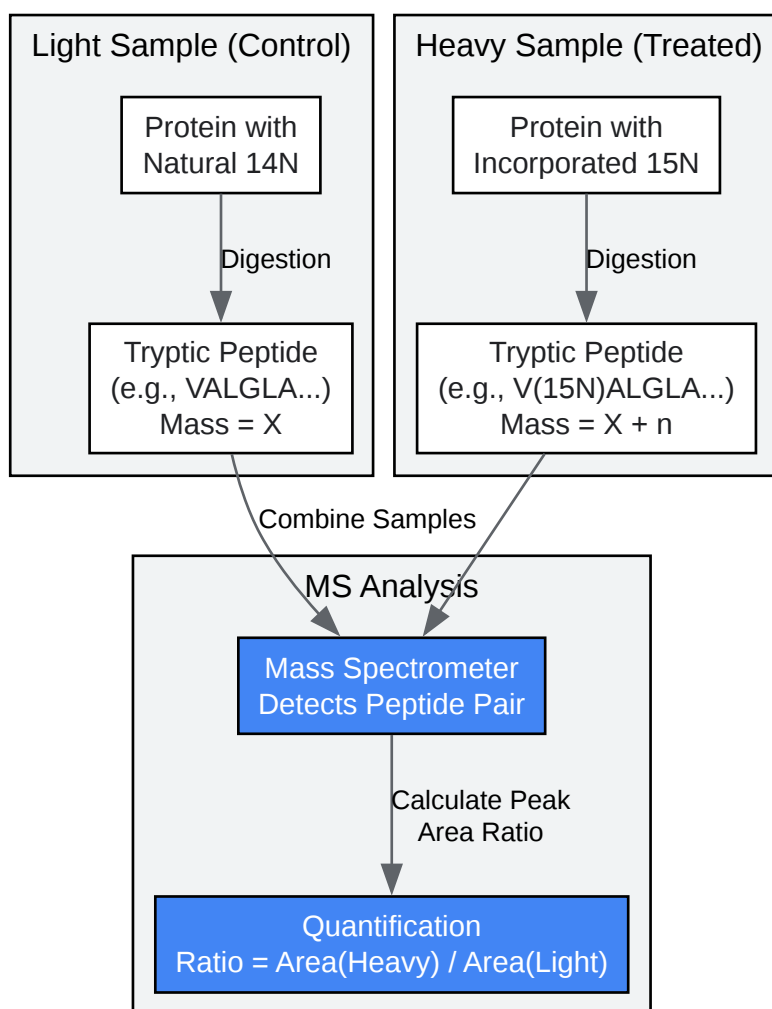 Light Sample (Control)
Protein with
Natural 14N
Digestion
Tryptic Peptide
(e.g., VALGLA...)
Mass = X
Heavy Sample (Treated)
Protein with
Incorporated 15N
Digestion
Tryptic Peptide
(e.g., V(15N)ALGLA...)
Mass = X + n
Combine Samples
MS Analysis
Mass Spectrometer
Detects Peptide Pair
Calculate Peak
Area Ratio
Quantification
Ratio = Area(Heavy) / Area(Light)